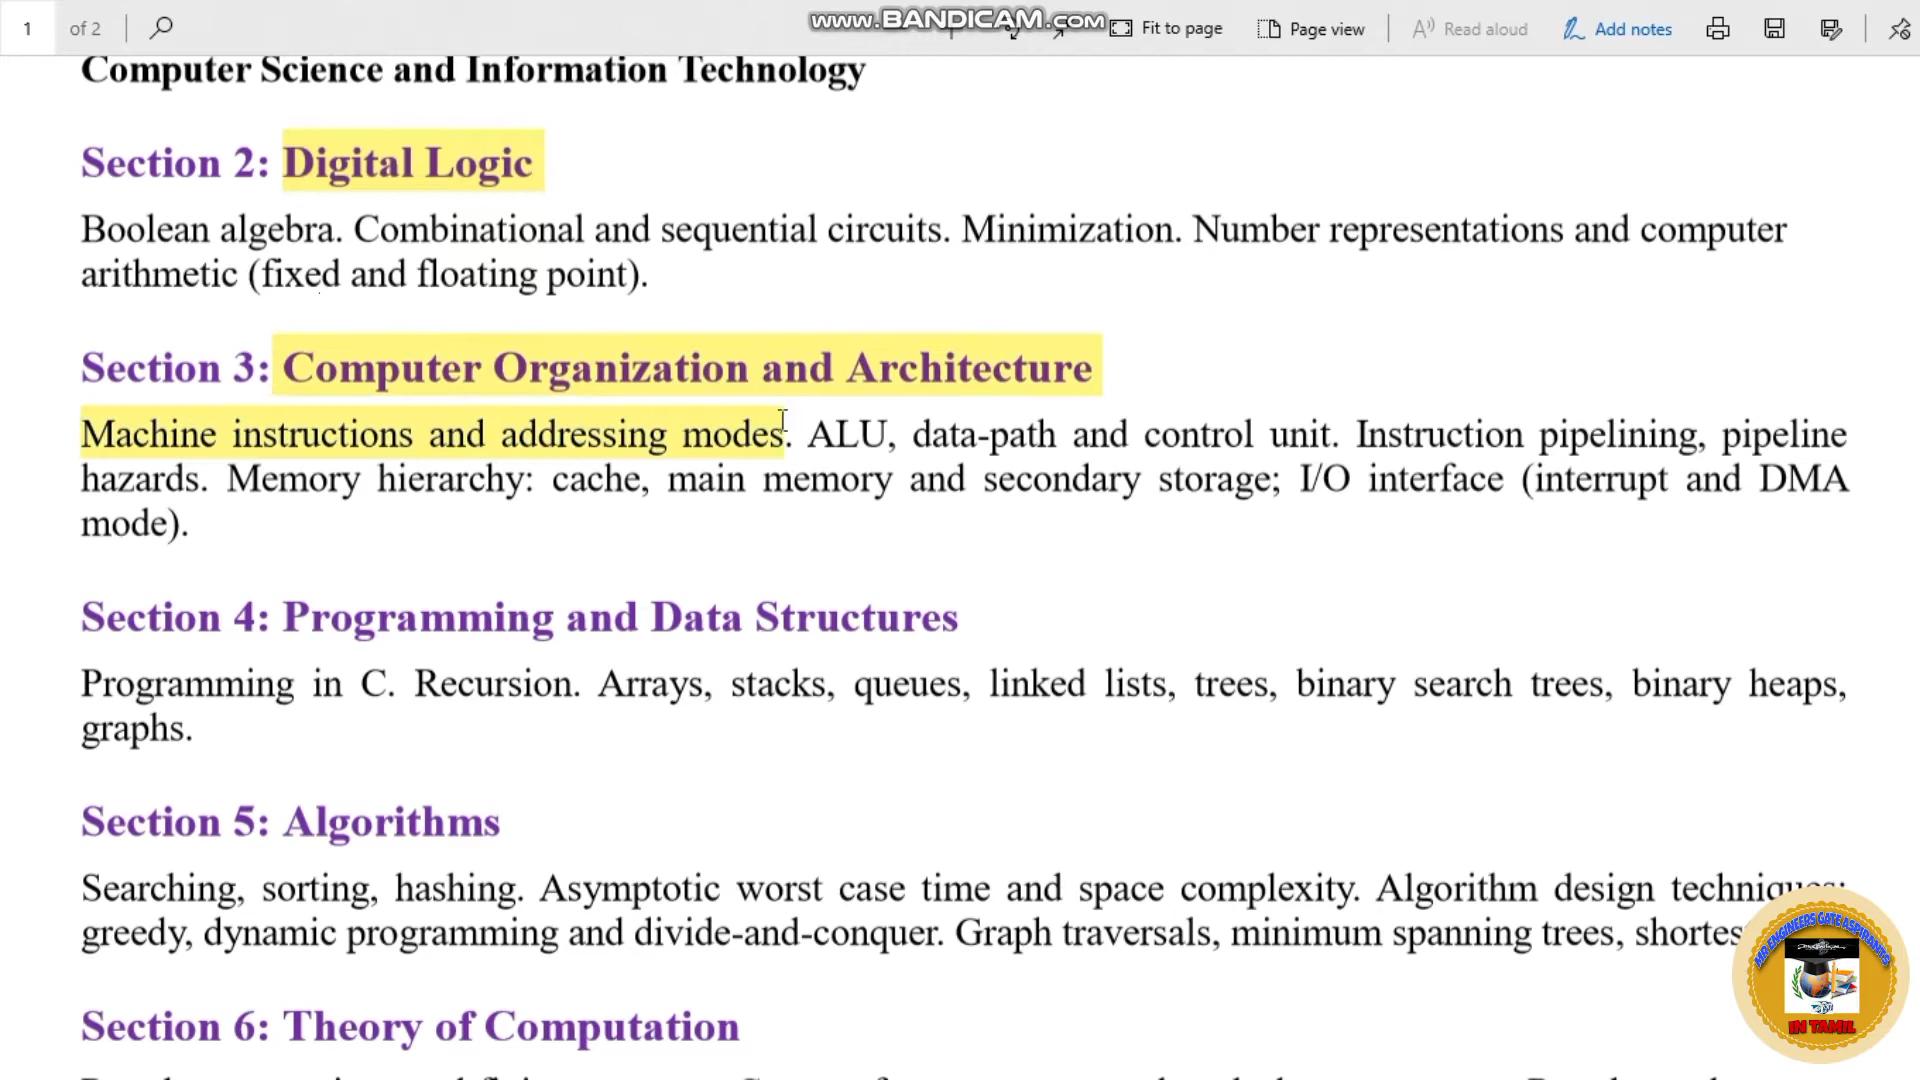 1 of 2
www.BANDICAM.com
Fit to page
Page view
Read aloud
Add notes
Computer Science and Information Technology
Section 2: Digital Logic
Boolean algebra. Combinational and sequential circuits. Minimization. Number representations and computer
arithmetic (fixed and floating point).
Section 3: Computer Organization and Architecture
Machine instructions and addressing modes. ALU, data-path and control unit. Instruction pipelining, pipeline
hazards. Memory hierarchy: cache, main memory and secondary storage; I/O interface (interrupt and DMA
mode).
Section 4: Programming and Data Structures
Programming in C. Recursion. Arrays, stacks, queues, linked lists, trees, binary search trees, binary heaps,
graphs.
Section 5: Algorithms
Searching, sorting, hashing. Asymptotic worst case time and space complexity. Algorithm design techniques:
greedy, dynamic programming and divide-and-conquer. Graph traversals, minimum spanning trees, shortes
MR ENGINEERS GATE ASPIRANTS
IN TAMIL
Section 6: Theory of Computation